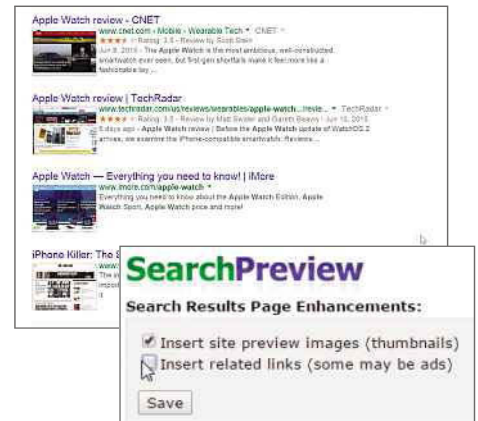 Apple Watch review - CNET
www.cnet.com › Mobile › Wearable Tech ▾ CNET ▾
Rating: 3.5 - Review by Scott Stein
Jun 8, 2015 - The Apple Watch is the most ambitious, well-constructed
smartwatch ever seen, but first-gen shortfalls make it feel more like a
fashionable toy ...
Apple Watch review | TechRadar
www.techradar.com/us/reviews/wearables/apple-watch.../revie... ▾ TechRadar ▾
Rating: 3.5 - Review by Matt Swider and Gareth Beavis - Jun 10, 2015
5 days ago - Apple Watch review | Before the Apple Watch update of WatchOS 2
arrives, we examine the iPhone-compatible smartwatch. Reviews ...
Apple Watch — Everything you need to know! | iMore
www.imore.com/apple-watch ▾
Everything you need to know about the Apple Watch Edition, Apple
Watch Sport, Apple Watch price and more!
iPhone Killer: The
www.
SearchPreview
Search Results Page Enhancements:
Insert site preview images (thumbnails)
Insert related links (some may be ads)
Save